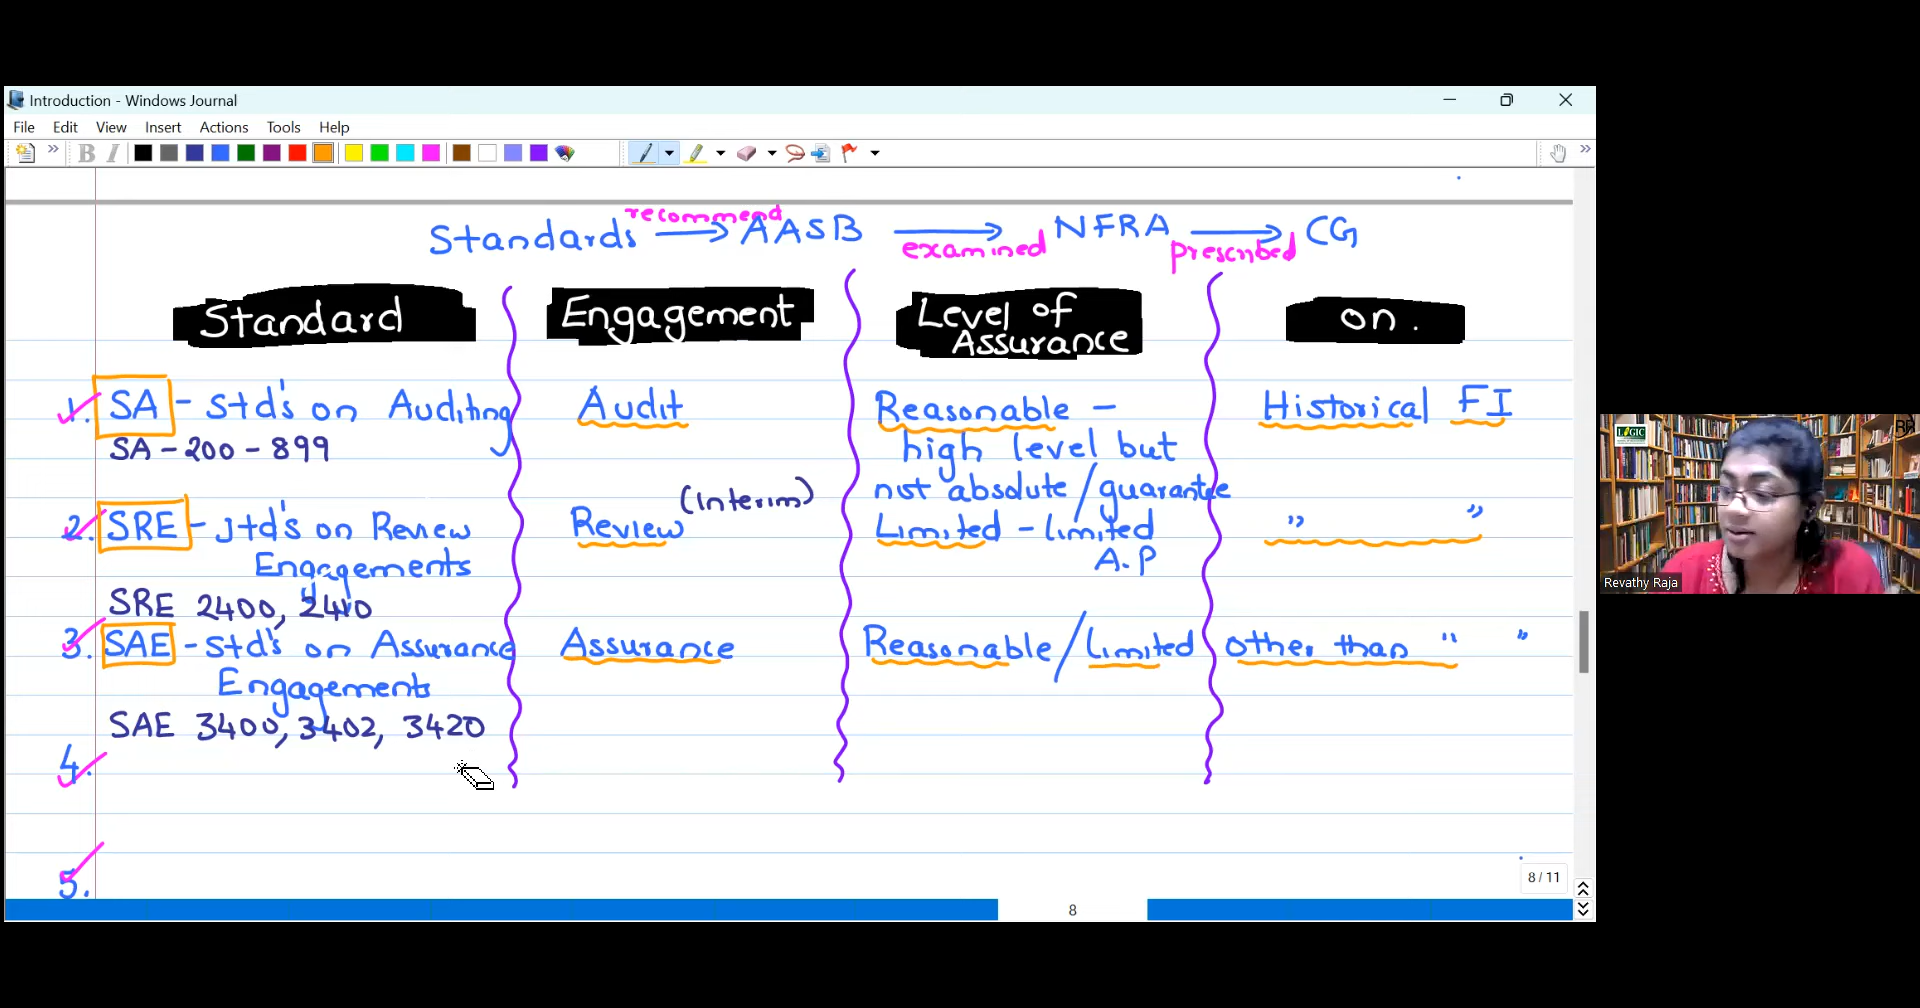 Introduction - Windows Journal
File Edit View Insert Actions Tools Help
B I
recommend
Standards → AASB → NFRA → CG
examined prescribed
Standard Engagement Level of Assurance on.
1. SA - Std's on Auditing Audit Reasonable - Historical FI
SA - 200 - 899 high level but
(Interim) not absolute / guarantee
2. SRE - Std's on Review Review Limited - limited " "
Engagements A.P
SRE 2400, 2410
3. SAE - Std's on Assurance Assurance Reasonable / Limited other than " "
Engagements
SAE 3400, 3402, 3420
4.
5.
8 / 11
8
LOGIC
Revathy Raja